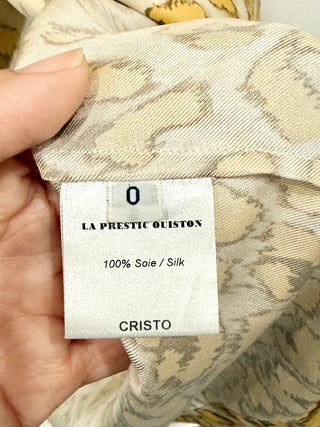 0
LA PRESTIC OUISTON
100% Soie / Silk
CRISTO